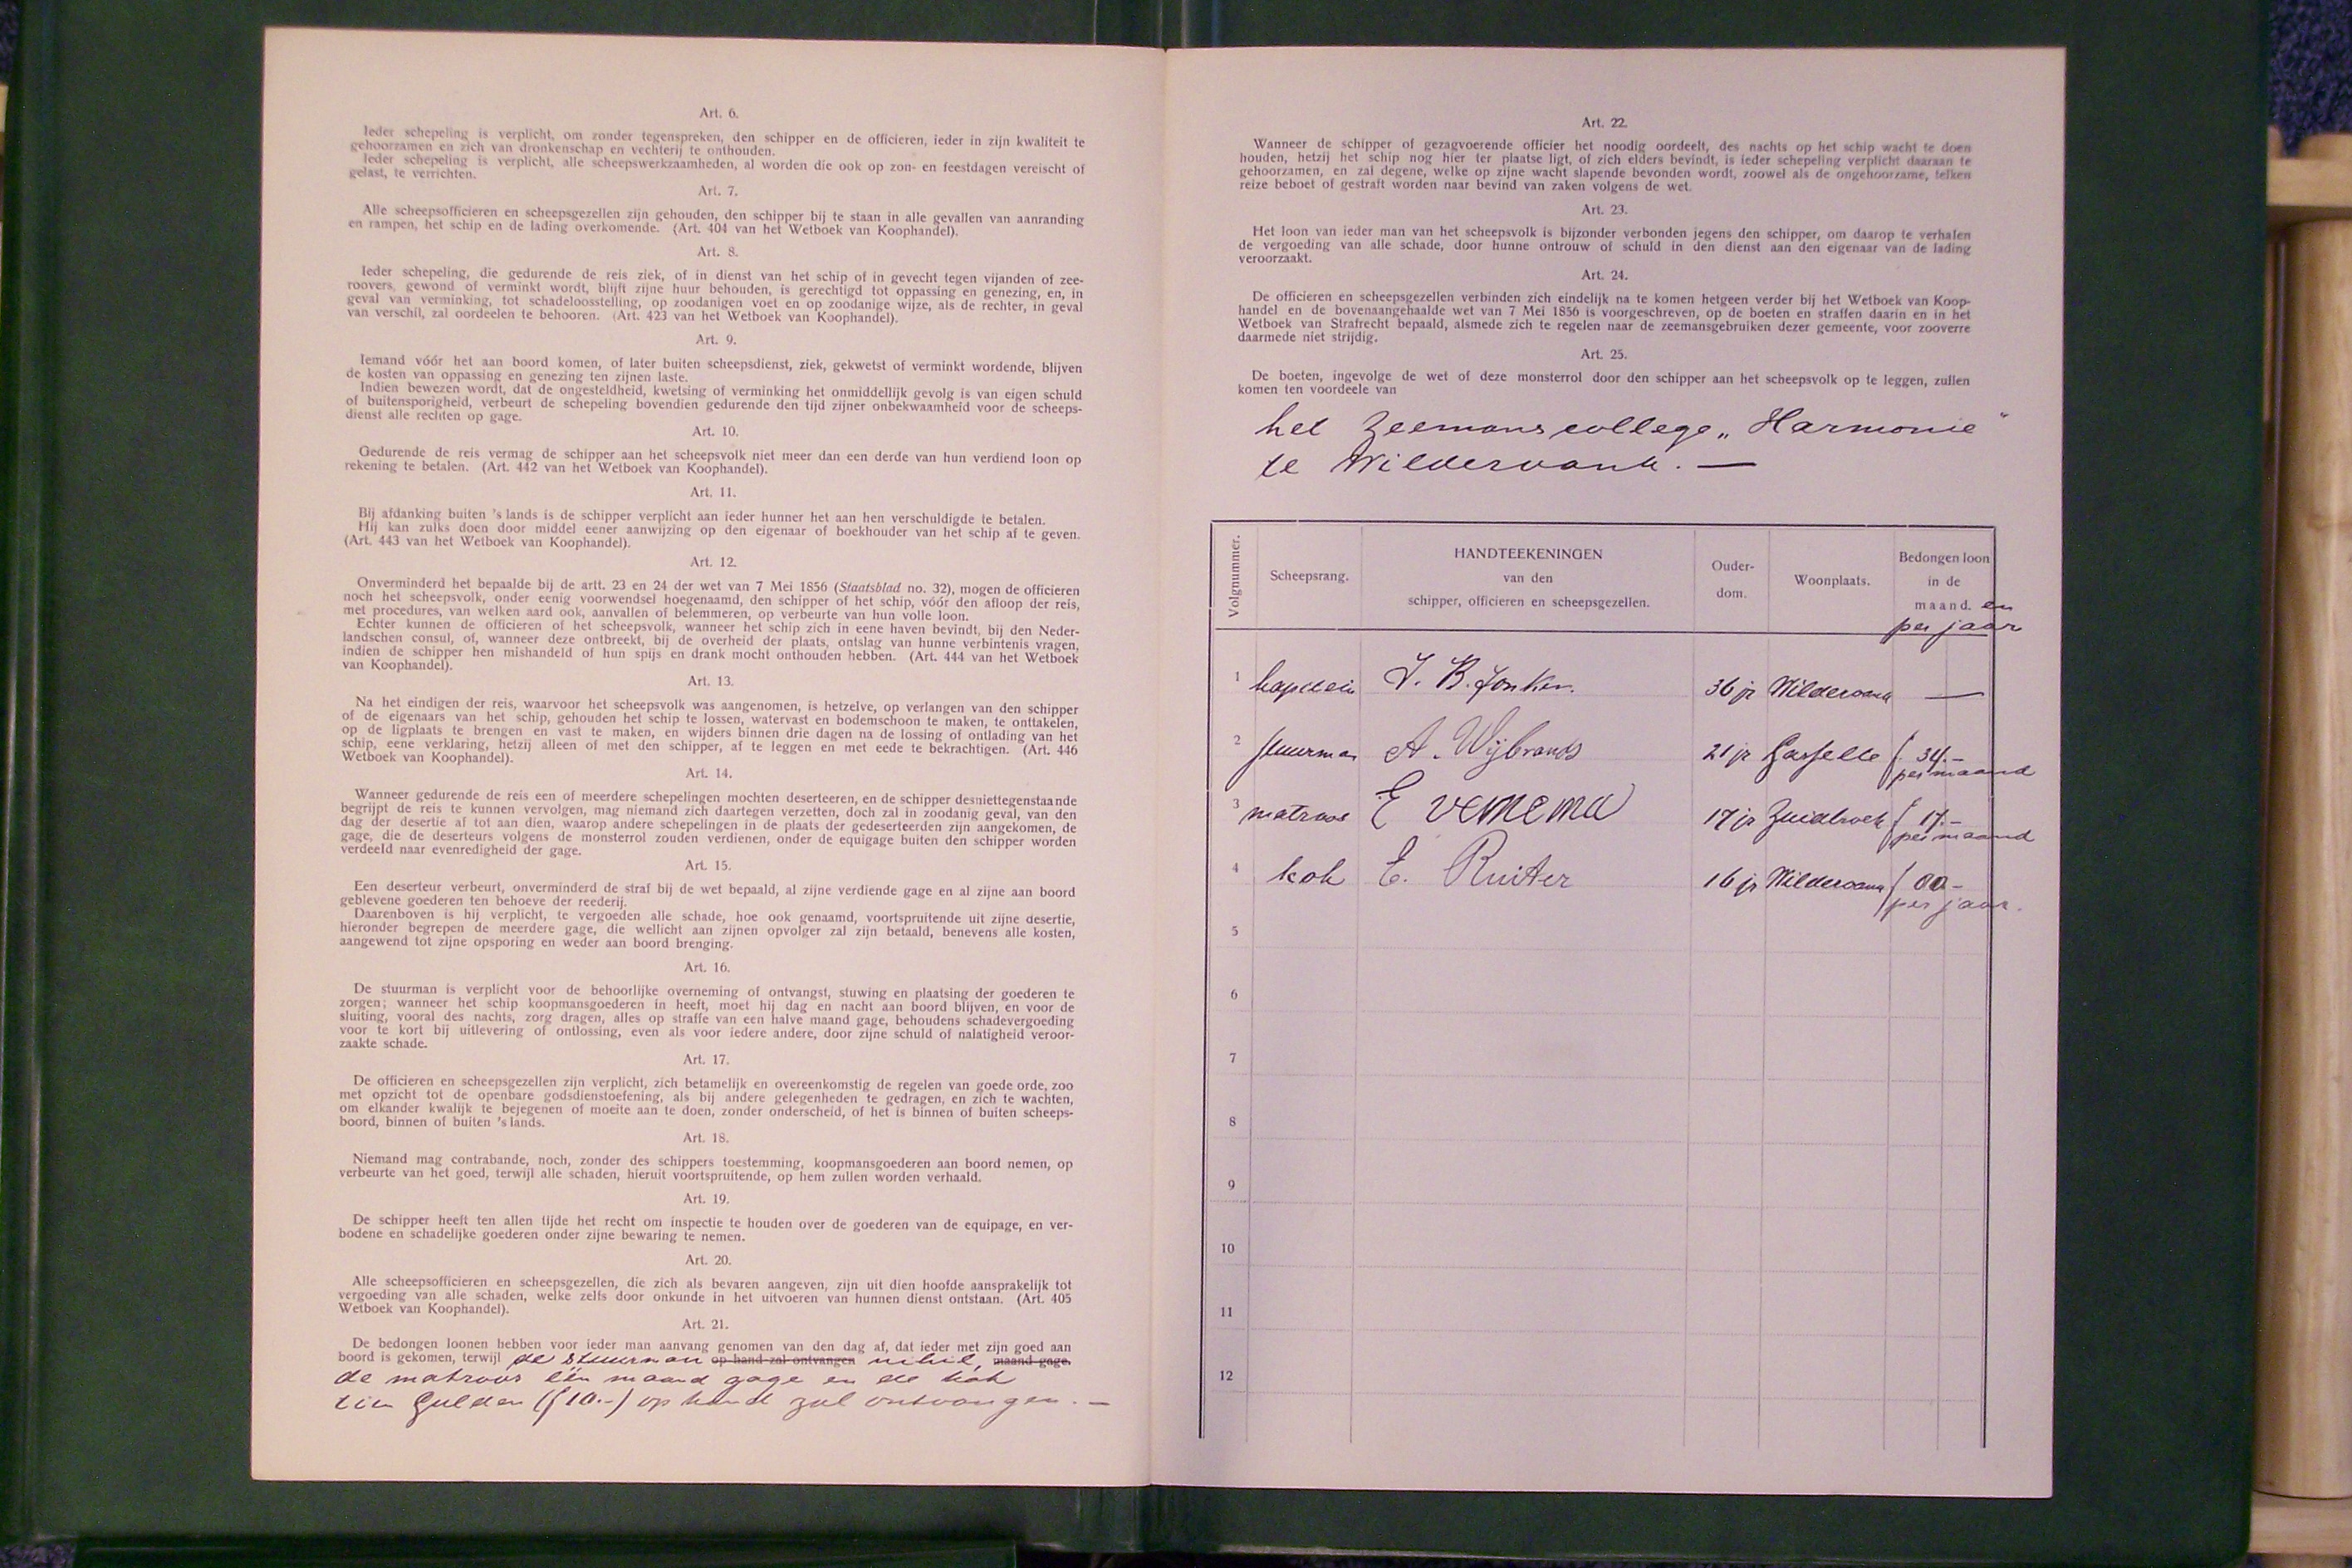 Art. 6.
Ieder schepeling is verplicht, om zonder tegenspreken, den schipper en de officieren, ieder in zijn kwaliteit te
gehoorzamen en zich van dronkenschap en vechterij te onthouden.
Ieder schepeling is verplicht, alle scheepswerkzaamheden, al worden die ook op zon- en feestdagen vereischt of
gelast, te verrichten.
Art. 7.
Alle scheepsofficieren en scheepsgezellen zijn gehouden, den schipper bij te staan in alle gevallen van aanranding
en rampen, het schip en de lading overkomende. (Art. 404 van het Wetboek van Koophandel).
Art. 8.
Ieder schepeling, die gedurende de reis ziek, of in dienst van het schip of in gevecht tegen vijanden of zee-
roovers, gewond of verminkt wordt, blijft zijne huur behouden, is gerechtigd tot oppassing en genezing, en, in
geval van verminking, tot schadeloosstelling, op zoodanigen voet en op zoodanige wijze, als de rechter, in geval
van verschil, zal oordeelen te behooren. (Art. 423 van het Wetboek van Koophandel).
Art. 9.
Iemand vóór het aan boord komen, of later buiten scheepsdienst, ziek, gekwetst of verminkt wordende, blijven
de kosten van oppassing en genezing ten zijnen laste.
Indien bewezen wordt, dat de ongesteldheid, kwetsing of verminking het onmiddellijk gevolg is van eigen schuld
of buitensporigheid, verbeurt de schepeling bovendien gedurende den tijd zijner onbekwaamheid voor de scheeps-
dienst alle rechten op gage.
Art. 10.
Gedurende de reis vermag de schipper aan het scheepsvolk niet meer dan een derde van hun verdiend loon op
rekening te betalen. (Art. 442 van het Wetboek van Koophandel).
Art. 11.
Bij afdanking buiten 's lands is de schipper verplicht aan ieder hunner het aan hen verschuldigde te betalen.
Hij kan zulks doen door middel eener aanwijzing op den eigenaar of boekhouder van het schip af te geven.
(Art. 443 van het Wetboek van Koophandel).
Art. 12.
Onverminderd het bepaalde bij de artt. 23 en 24 der wet van 7 Mei 1856 (Staatsblad no. 32), mogen de officieren
noch het scheepsvolk, onder eenig voorwendsel hoegenaamd, den schipper of het schip, vóór den afloop der reis,
met procedures, van welken aard ook, aanvallen of belemmeren, op verbeurte van hun volle loon.
Echter kunnen de officieren of het scheepsvolk, wanneer het schip zich in eene haven bevindt, bij den Neder-
landschen consul, of, wanneer deze ontbreekt, bij de overheid der plaats, ontslag van hunne verbintenis vragen,
indien de schipper hen mishandeld of hun spijs en drank mocht onthouden hebben. (Art. 444 van het Wetboek
van Koophandel).
Art. 13.
Na het eindigen der reis, waarvoor het scheepsvolk was aangenomen, is hetzelve, op verlangen van den schipper
of de eigenaars van het schip, gehouden het schip te lossen, watervast en bodemschoon te maken, te onttakelen,
op de ligplaats te brengen en vast te maken, en wijders binnen drie dagen na de lossing of ontlading van het
schip, eene verklaring, hetzij alleen of met den schipper, af te leggen en met eede te bekrachtigen. (Art. 446
Wetboek van Koophandel).
Art. 14.
Wanneer gedurende de reis een of meerdere schepelingen mochten deserteeren, en de schipper desniettegenstaande
begrijpt de reis te kunnen vervolgen, mag niemand zich daartegen verzetten, doch zal in zoodanig geval, van den
dag der desertie af tot aan dien, waarop andere schepelingen in de plaats der gedeserteerden zijn aangekomen, de
gage, die de deserteurs volgens de monsterrol zouden verdienen, onder de equipage buiten den schipper worden
verdeeld naar evenredigheid der gage.
Art. 15.
Een deserteur verbeurt, onverminderd de straf bij de wet bepaald, al zijne verdiende gage en al zijne aan boord
geblevene goederen ten behoeve der reederij.
Daarenboven is hij verplicht, te vergoeden alle schade, hoe ook genaamd, voortspruitende uit zijne desertie,
hieronder begrepen de meerdere gage, die wellicht aan zijnen opvolger zal zijn betaald, benevens alle kosten,
aangewend tot zijne opsporing en weder aan boord brenging.
Art. 16.
De stuurman is verplicht voor de behoorlijke overneming of ontvangst, stuwing en plaatsing der goederen te
zorgen; wanneer het schip koopmansgoederen in heeft, moet hij dag en nacht aan boord blijven, en voor de
sluiting, vooral des nachts, zorg dragen, alles op straffe van een halve maand gage, behoudens schadevergoeding
voor te kort bij uitlevering of ontlossing, even als voor iedere andere, door zijne schuld of nalatigheid veroor-
zaakte schade.
Art. 17.
De officieren en scheepsgezellen zijn verplicht, zich betamelijk en overeenkomstig de regelen van goede orde, zoo
met opzicht tot de openbare godsdienstoefening, als bij andere gelegenheden te gedragen, en zich te wachten,
om elkander kwalijk te bejegenen of moeite aan te doen, zonder onderscheid, of het is binnen of buiten scheeps-
boord, binnen of buiten 's lands.
Art. 18.
Niemand mag contrabande, noch, zonder des schippers toestemming, koopmansgoederen aan boord nemen, op
verbeurte van het goed, terwijl alle schaden, hieruit voortspruitende, op hem zullen worden verhaald.
Art. 19.
De schipper heeft ten allen tijde het recht om inspectie te houden over de goederen van de equipage, en ver-
bodene en schadelijke goederen onder zijne bewaring te nemen.
Art. 20.
Alle scheepsofficieren en scheepsgezellen, die zich als bevaren aangeven, zijn uit dien hoofde aansprakelijk tot
vergoeding van alle schaden, welke zelfs door onkunde in het uitvoeren van hunnen dienst ontstaan. (Art. 405
Wetboek van Koophandel).
Art. 21.
De bedongen loonen hebben voor ieder man aanvang genomen van den dag af, dat ieder met zijn goed aan
boord is gekomen, terwijl de stuurman op hand zal ontvangen nihil, maand gage.
de matroos één maand gage en de kok
tien Gulden (f 10.-) op hand zal ontvangen. —
Art. 22.
Wanneer de schipper of gezagvoerende officier het noodig oordeelt, des nachts op het schip wacht te doen
houden, hetzij het schip nog hier ter plaatse ligt, of zich elders bevindt, is ieder schepeling verplicht daaraan te
gehoorzamen, en zal degene, welke op zijne wacht slapende bevonden wordt, zoowel als de ongehoorzame, telken
reize beboet of gestraft worden naar bevind van zaken volgens de wet.
Art. 23.
Het loon van ieder man van het scheepsvolk is bijzonder verbonden jegens den schipper, om daarop te verhalen
de vergoeding van alle schade, door hunne ontrouw of schuld in den dienst aan den eigenaar van de lading
veroorzaakt.
Art. 24.
De officieren en scheepsgezellen verbinden zich eindelijk na te komen hetgeen verder bij het Wetboek van Koop-
handel en de bovenaangehaalde wet van 7 Mei 1856 is voorgeschreven, op de boeten en straffen daarin en in het
Wetboek van Strafrecht bepaald, alsmede zich te regelen naar de zeemansgebruiken dezer gemeente, voor zooverre
daarmede niet strijdig.
Art. 25.
De boeten, ingevolge de wet of deze monsterrol door den schipper aan het scheepsvolk op te leggen, zullen
komen ten voordeele van
het Zeemanscollege „Harmonie"
te Wildervank. —
Volgnummer. Scheepsrang. HANDTEEKENINGEN van den schipper, officieren en scheepsgezellen. Ouder-dom. Woonplaats. Bedongen loon in de maand. en per jaar
1 kapitein J. B. Jonker. 36 jr Wildervank —
2 stuurman A. Wijbrands 21 jr Gasselte f 34.- per maand
3 matroos E Venema 17 jr Zuidbroek f 17.- per maand
4 kok E. Ruiter 16 jr Wildervank per jaar.
5
6
7
8
9
10
11
12